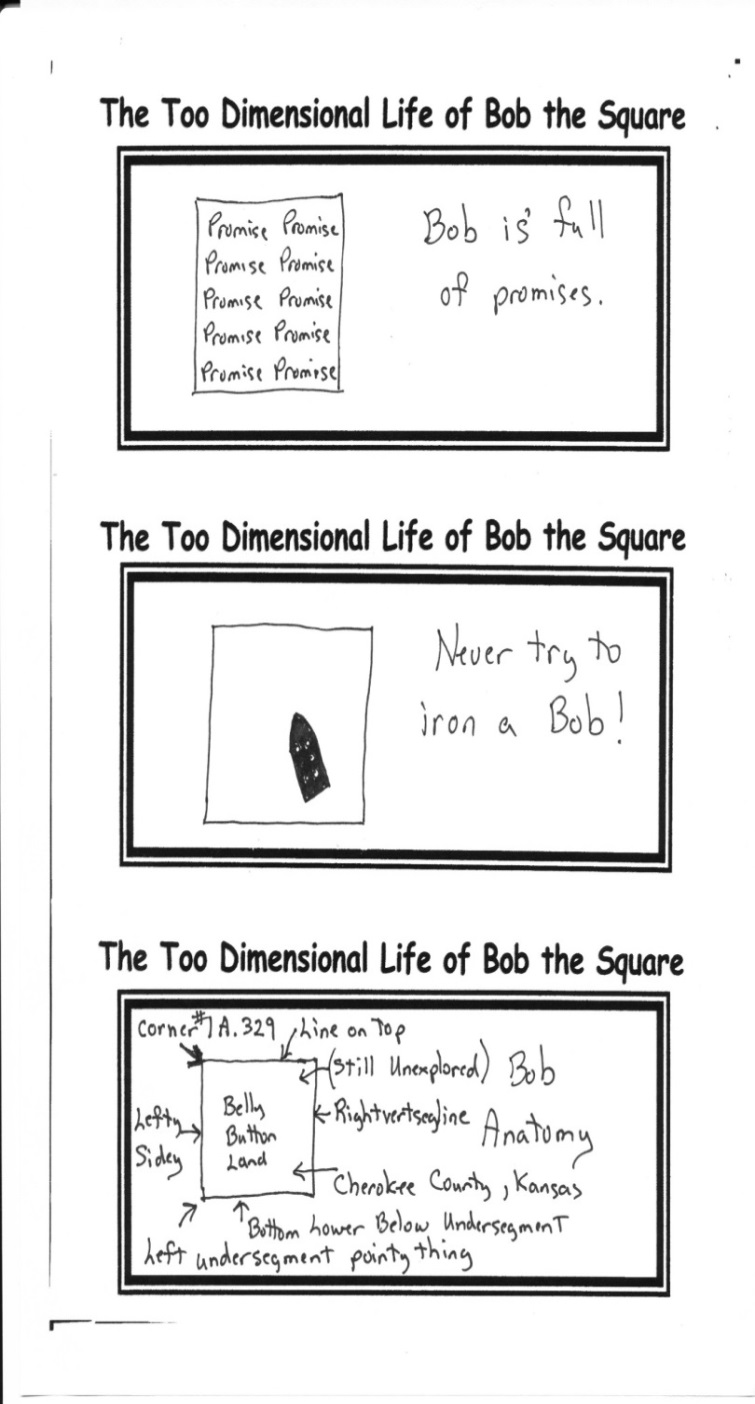 The Too Dimensional Life of Bob the Square
Promise Promise
Promise Promise
Promise Promise
Promise Promise
Promise Promise
Bob is full
of promises.
The Too Dimensional Life of Bob the Square
Never try to
iron a Bob!
The Too Dimensional Life of Bob the Square
Corner #1A.329
Line on Top
(Still Unexplored)
Bob
Anatomy
Lefty
Sidey
Belly
Button
Land
Rightvertsegline
Cherokee County, Kansas
Bottom Lower Below Undersegment
Left undersegment pointy thing